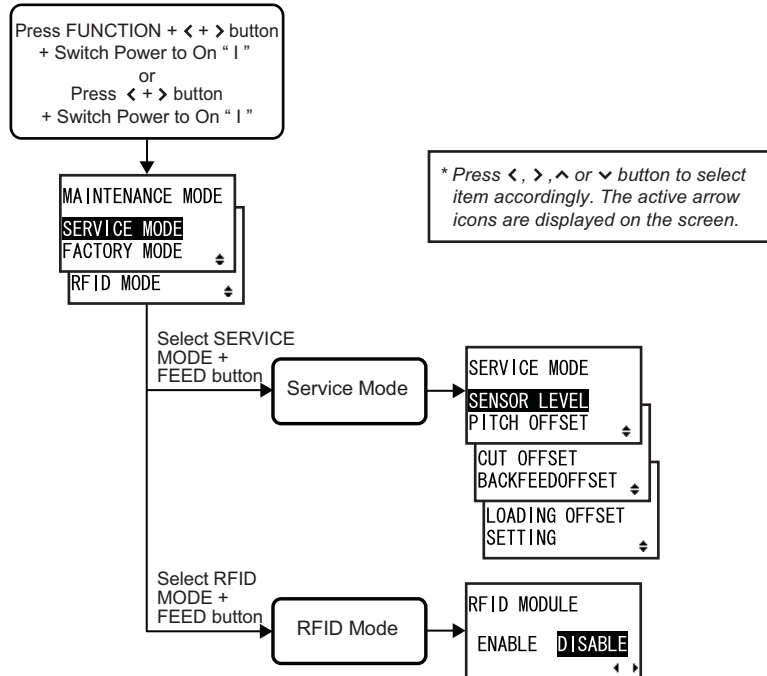 Press FUNCTION + < + > button
+ Switch Power to On “ I ”
or
Press < + > button
+ Switch Power to On “ I ”
* Press < , > , ^ or ⌄ button to select
item accordingly. The active arrow
icons are displayed on the screen.
MAINTENANCE MODE
SERVICE MODE
FACTORY MODE
RFID MODE
Select SERVICE
MODE +
FEED button
Service Mode
SERVICE MODE
SENSOR LEVEL
PITCH OFFSET
CUT OFFSET
BACKFEEDOFFSET
LOADING OFFSET
SETTING
Select RFID
MODE +
FEED button
RFID Mode
RFID MODULE
ENABLE DISABLE